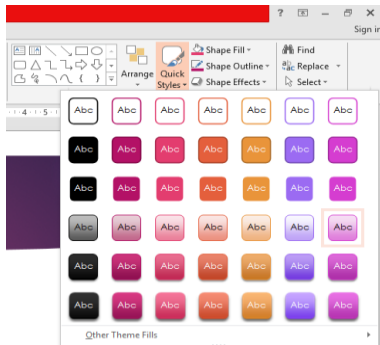 ?
Sign in
Shape Fill
Find
Shape Outline
Replace
Arrange Quick Styles
Shape Effects
Select
4 5
Abc Abc Abc Abc Abc Abc Abc
Abc Abc Abc Abc Abc Abc Abc
Abc Abc Abc Abc Abc Abc Abc
Abc Abc Abc Abc Abc Abc Abc
Abc Abc Abc Abc Abc Abc Abc
Abc Abc Abc Abc Abc Abc Abc
Other Theme Fills